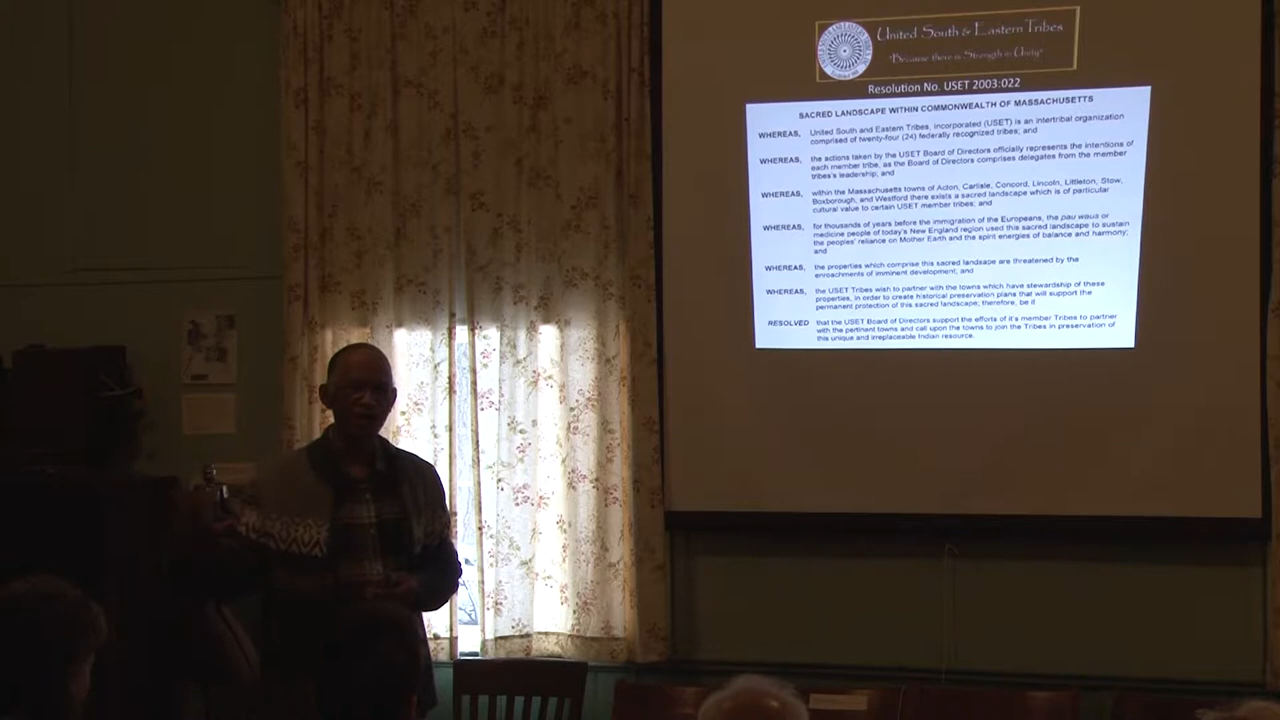 United South & Eastern Tribes
"Because there is Strength in Unity"
Resolution No. USET 2003:022
SACRED LANDSCAPE WITHIN COMMONWEALTH OF MASSACHUSETTS
WHEREAS, United South and Eastern Tribes, Incorporated (USET) is an intertribal organization
comprised of twenty-four (24) federally recognized tribes; and
WHEREAS, the actions taken by the USET Board of Directors officially represents the intentions of
each member tribe, as the Board of Directors comprises delegates from the member
tribe's leadership; and
WHEREAS, within the Massachusetts towns of Acton, Carlisle, Concord, Lincoln, Littleton, Stow,
Boxborough, and Westford there exists a sacred landscape which is of particular
cultural value to certain USET member tribes; and
WHEREAS, for thousands of years before the immigration of the Europeans, the pau waus or
medicine people of today's New England region used this sacred landscape to sustain
the peoples' reliance on Mother Earth and the spirit energies of balance and harmony;
and
WHEREAS, the properties which comprise this sacred landsape are threatened by the
enroachments of imminent development; and
WHEREAS, the USET Tribes wish to partner with the towns which have stewardship of these
properties, in order to create historical preservation plans that will support the
permanent protection of this sacred landscape; therefore, be it
RESOLVED that the USET Board of Directors support the efforts of it's member Tribes to partner
with the pertinent towns and call upon the towns to join the Tribes in preservation of
this unique and irreplaceable Indian resource.